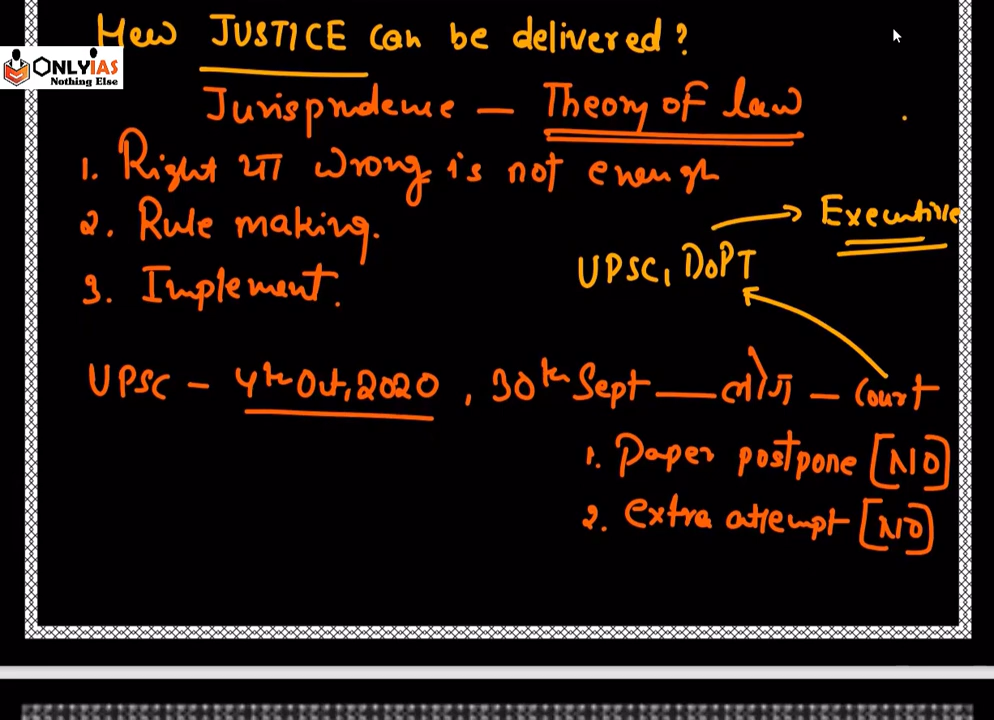 How JUSTICE can be delivered?
ONLYIAS
Nothing Else
Jurisprudence — Theory of law
1. Right या wrong is not enough
2. Rule making.
3. Implement.
Executive
UPSC, DOPT
UPSC - 4th Oct, 2020, 30th Sept — लोग — Court
1. Paper postpone [NO]
2. extra attempt [NO]